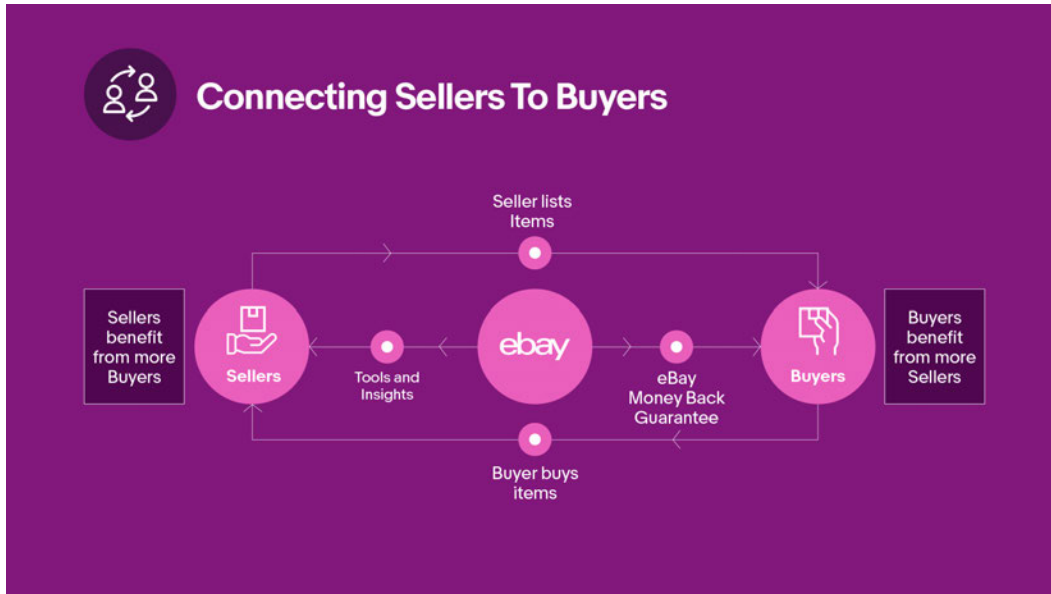 Connecting Sellers To Buyers
Seller lists
Items
Sellers
benefit
from more
Buyers
Sellers
Tools and
Insights
ebay
eBay
Money Back
Guarantee
Buyers
Buyers
benefit
from more
Sellers
Buyer buys
items